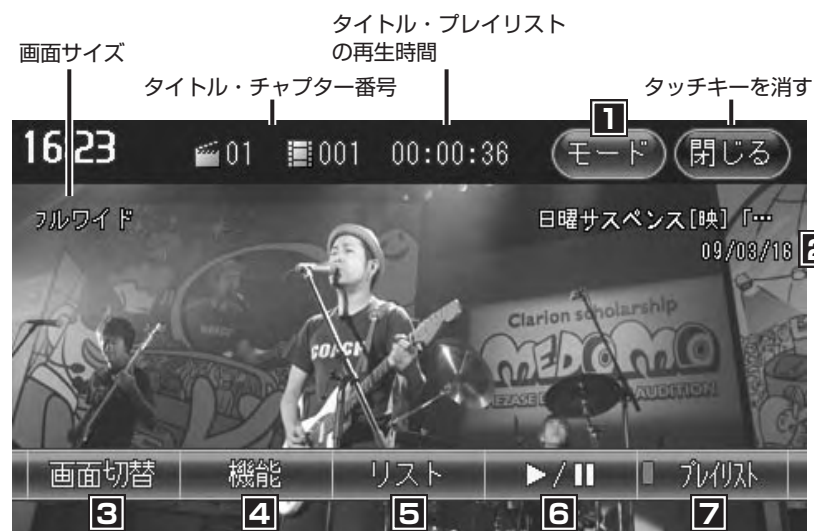 タイトル・プレイリスト
の再生時間
画面サイズ
タイトル・チャプター番号
タッチキーを消す
1
16:23 01 001 00:00:36 モード 閉じる
フルワイド
日曜サスペンス[映]「…
09/03/16 2
Clarion scholarship
COACH
MEDOMO
AUDITION
画面切替 機能 リスト ►/II プレイリスト
3 4 5 6 7